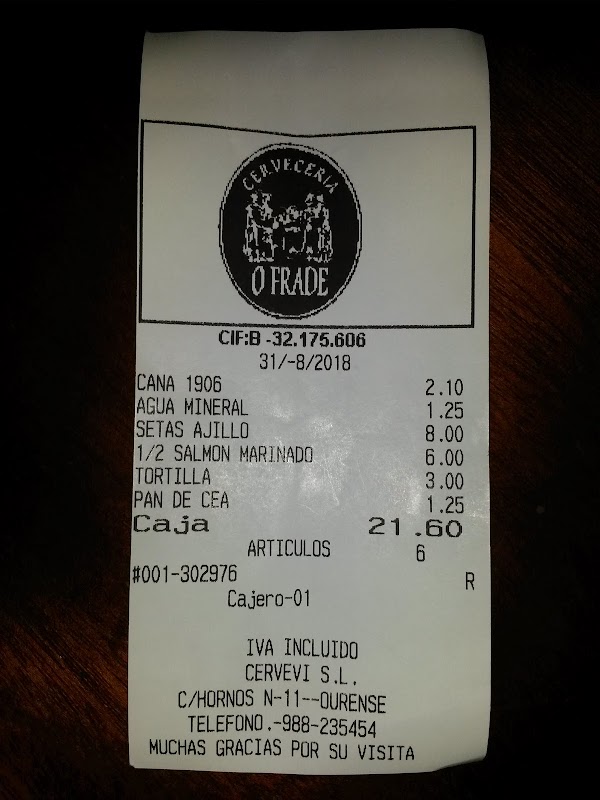 CERVECERIA
O FRADE
CIF:B -32.175.606
31/-8/2018
CANA 1906 2.10
AGUA MINERAL 1.25
SETAS AJILLO 8.00
1/2 SALMON MARINADO 6.00
TORTILLA 3.00
PAN DE CEA 1.25
Caja 21.60
ARTICULOS 6
#001-302976 R
Cajero-01
IVA INCLUIDO
CERVEVI S.L.
C/HORNOS N-11--OURENSE
TELEFONO.-988-235454
MUCHAS GRACIAS POR SU VISITA